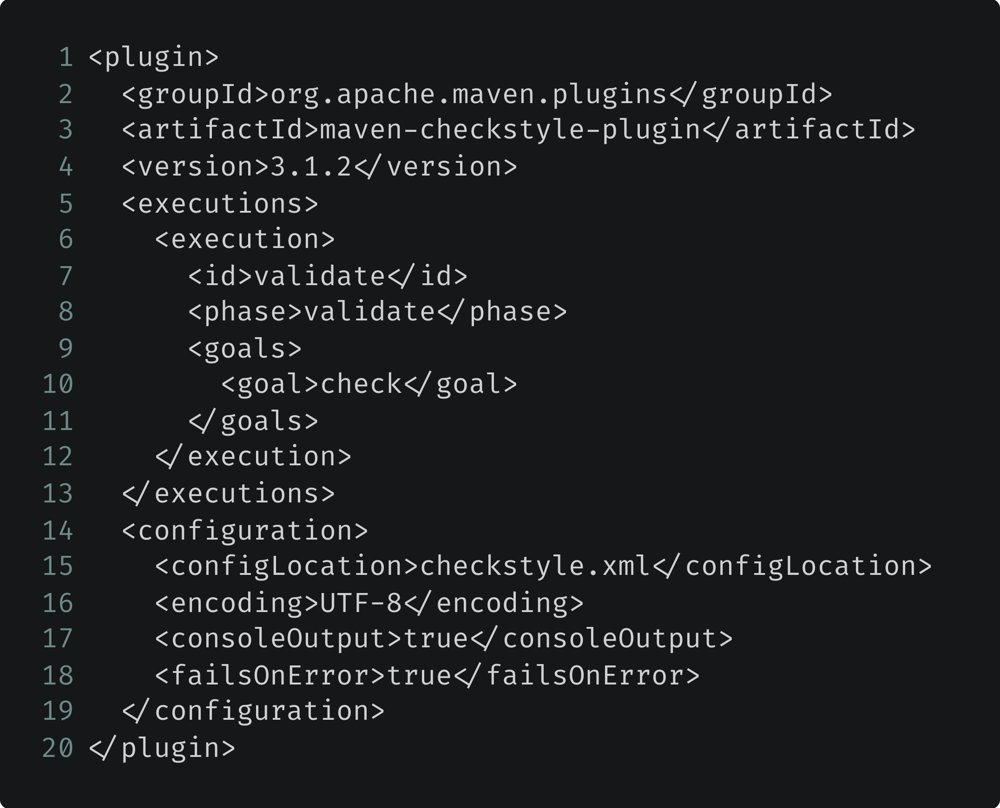 1 <plugin>
2   <groupId>org.apache.maven.plugins</groupId>
3   <artifactId>maven-checkstyle-plugin</artifactId>
4   <version>3.1.2</version>
5   <executions>
6     <execution>
7       <id>validate</id>
8       <phase>validate</phase>
9       <goals>
10         <goal>check</goal>
11       </goals>
12     </execution>
13   </executions>
14   <configuration>
15     <configLocation>checkstyle.xml</configLocation>
16     <encoding>UTF-8</encoding>
17     <consoleOutput>true</consoleOutput>
18     <failsOnError>true</failsOnError>
19   </configuration>
20 </plugin>